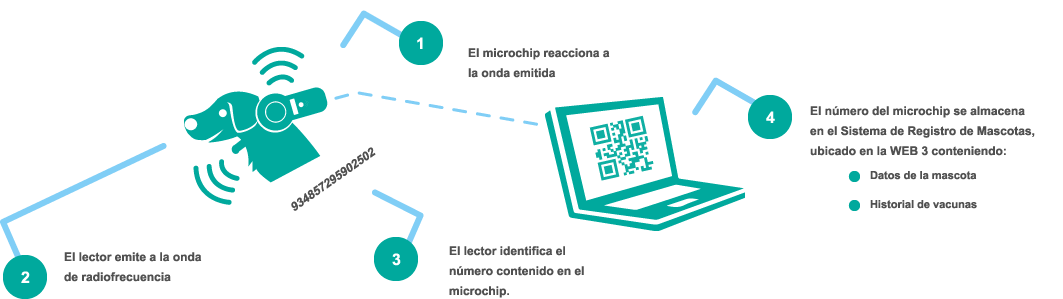 1
El microchip reacciona a
la onda emitida
2
El lector emite a la onda
de radiofrecuencia
934857295902502
3
El lector identifica el
número contenido en el
microchip.
4
El número del microchip se almacena
en el Sistema de Registro de Mascotas,
ubicado en la WEB 3 conteniendo:
Datos de la mascota
Historial de vacunas